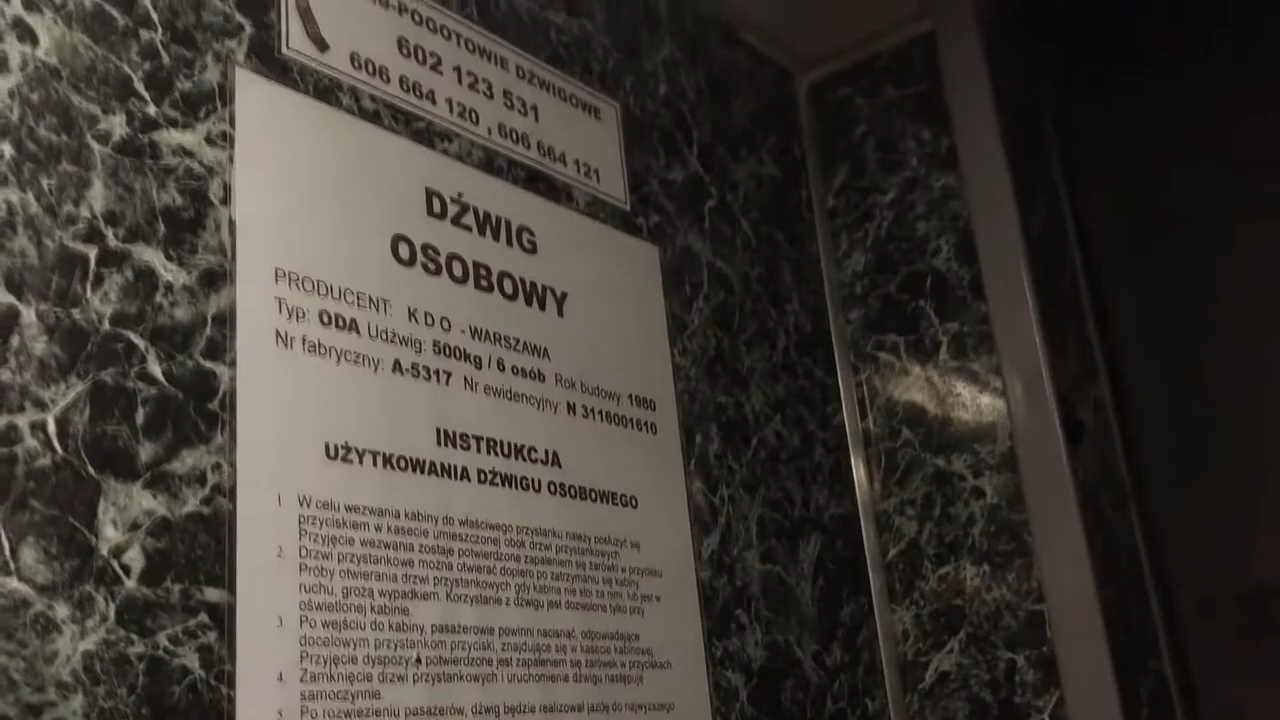 -POGOTOWIE DŹWIGOWE
602 123 531
606 664 120 , 606 664 121
DŹWIG
OSOBOWY
PRODUCENT: K D O - WARSZAWA
Typ: ODA Udźwig: 500kg / 6 osób Rok budowy: 1980
Nr fabryczny: A-5317 Nr ewidencyjny: N 3116001610
INSTRUKCJA
UŻYTKOWANIA DŹWIGU OSOBOWEGO
1 W celu wezwania kabiny do właściwego przystanku należy posłużyć się
przyciskiem w kasecie umieszczonej obok drzwi przystankowych.
Przyjęcie wezwania zostaje potwierdzone zapaleniem się żarówki w przycisku
2. Drzwi przystankowe można otwierać dopiero po zatrzymaniu się kabiny.
Próby otwierania drzwi przystankowych gdy kabina nie stoi za nimi, lub jest w
ruchu, grożą wypadkiem. Korzystanie z dźwigu jest dozwolone tylko przy
oświetlonej kabinie.
3. Po wejściu do kabiny, pasażerowie powinni nacisnąć, odpowiadające
docelowym przystankom przyciski, znajdujące się w kasecie kabinowej.
Przyjęcie dyspozycji potwierdzone jest zapaleniem się żarówek w przyciskach
4. Zamknięcie drzwi przystankowych i uruchomienie dźwigu następuje
samoczynnie.
5. Po rozwiezieniu pasażerów, dźwig będzie realizował jazdę do najwyższego